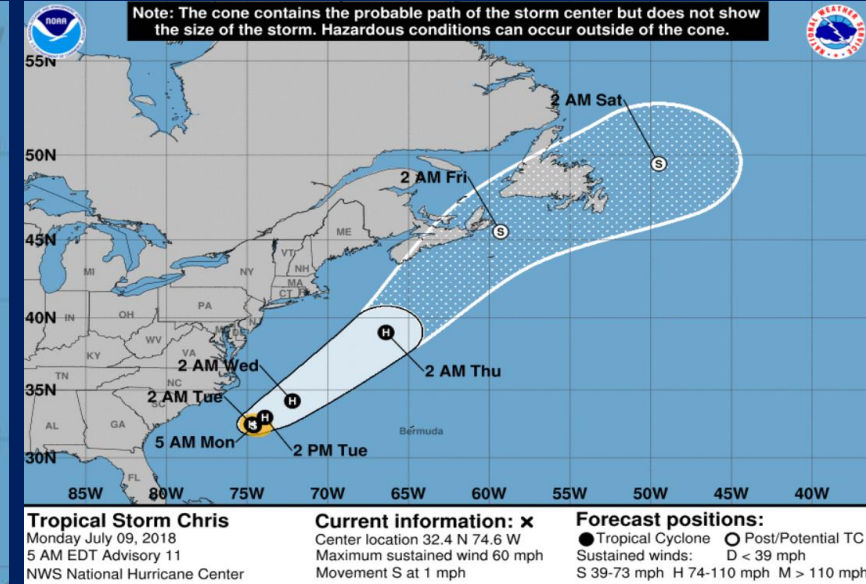 Note: The cone contains the probable path of the storm center but does not show
the size of the storm. Hazardous conditions can occur outside of the cone.
NOAA
55N
2 AM Sat
50N
2 AM Fri
45N
ME
VT
NH
MI
NY
MA
CT
40N
PA
IN
OH
WV
2 AM Thu
KY
VA
2 AM Wed
35N
TN
NC
2 AM Tue
SC
AL
GA
5 AM Mon
2 PM Tue
Bermuda
30N
FL
85W 80W 75W 70W 65W 60W 55W 50W 45W 40W
H
H
H
S
S
S
Tropical Storm Chris
Monday July 09, 2018
5 AM EDT Advisory 11
NWS National Hurricane Center
Current information: ×
Center location 32.4 N 74.6 W
Maximum sustained wind 60 mph
Movement S at 1 mph
Forecast positions:
● Tropical Cyclone ○ Post/Potential TC
Sustained winds: D < 39 mph
S 39-73 mph H 74-110 mph M > 110 mph